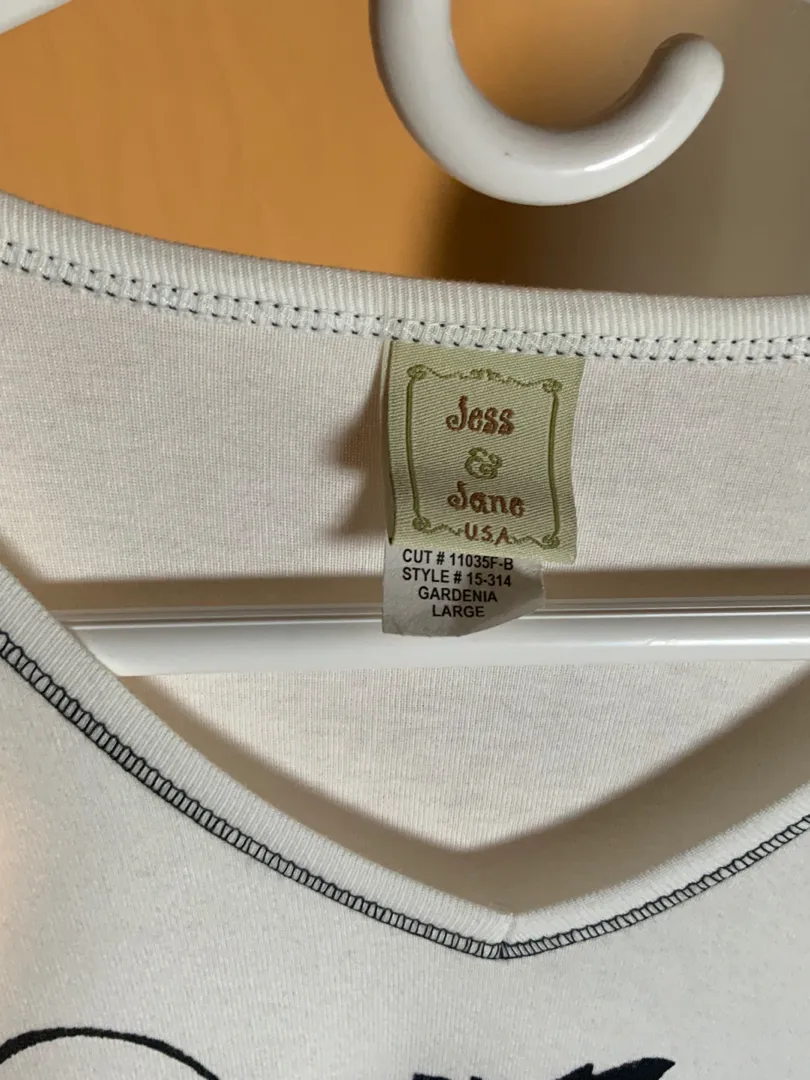 Jess
&
Jane
U.S.A.
CUT # 11035F-B
STYLE # 15-314
GARDENIA
LARGE